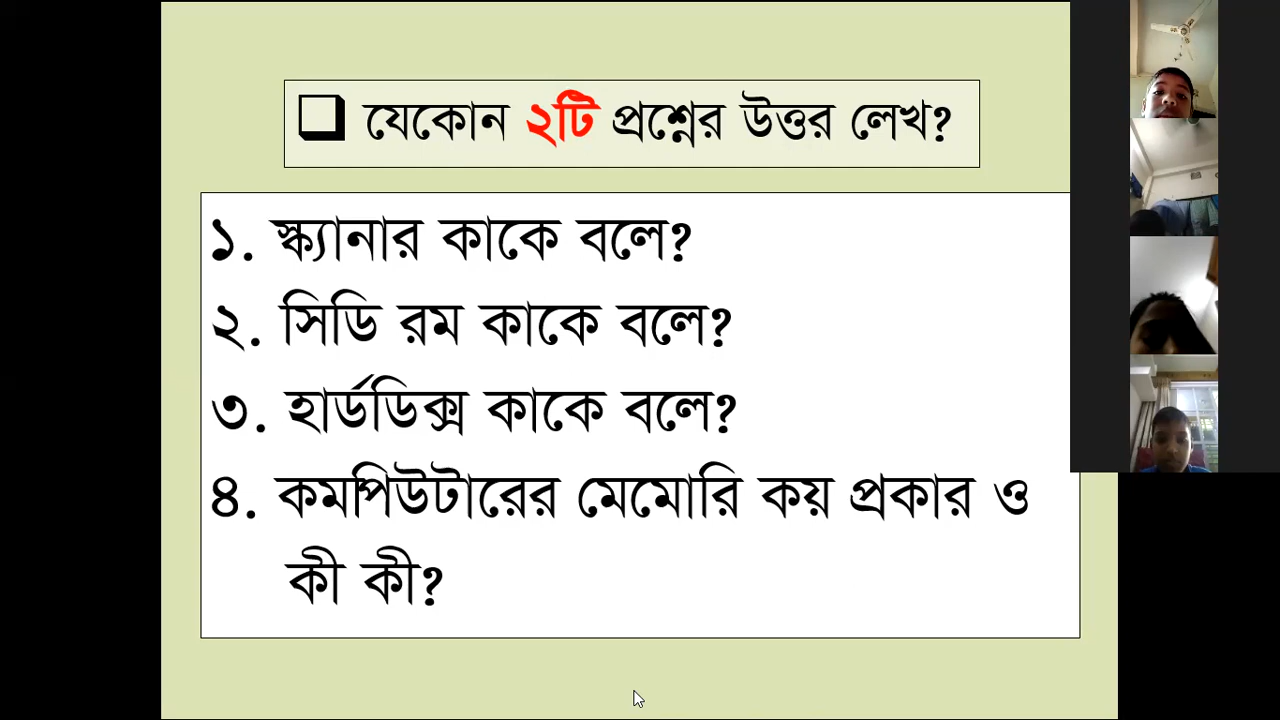 যেকোন ২টি প্রশ্নের উত্তর লেখ?
১. স্ক্যানার কাকে বলে?
২. সিডি রম কাকে বলে?
৩. হার্ডডিক্স কাকে বলে?
৪. কমপিউটারের মেমোরি কয় প্রকার ও
কী কী?